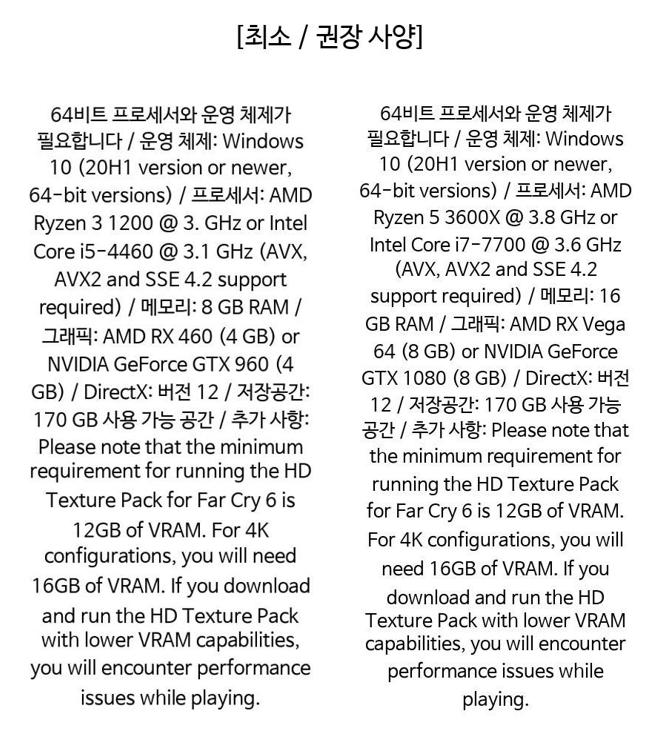 [최소 / 권장 사양]
64비트 프로세서와 운영 체제가
필요합니다 / 운영 체제: Windows
10 (20H1 version or newer,
64-bit versions) / 프로세서: AMD
Ryzen 3 1200 @ 3. GHz or Intel
Core i5-4460 @ 3.1 GHz (AVX,
AVX2 and SSE 4.2 support
required) / 메모리: 8 GB RAM /
그래픽: AMD RX 460 (4 GB) or
NVIDIA GeForce GTX 960 (4
GB) / DirectX: 버전 12 / 저장공간:
170 GB 사용 가능 공간 / 추가 사항:
Please note that the minimum
requirement for running the HD
Texture Pack for Far Cry 6 is
12GB of VRAM. For 4K
configurations, you will need
16GB of VRAM. If you download
and run the HD Texture Pack
with lower VRAM capabilities,
you will encounter performance
issues while playing.
64비트 프로세서와 운영 체제가
필요합니다 / 운영 체제: Windows
10 (20H1 version or newer,
64-bit versions) / 프로세서: AMD
Ryzen 5 3600X @ 3.8 GHz or
Intel Core i7-7700 @ 3.6 GHz
(AVX, AVX2 and SSE 4.2
support required) / 메모리: 16
GB RAM / 그래픽: AMD RX Vega
64 (8 GB) or NVIDIA GeForce
GTX 1080 (8 GB) / DirectX: 버전
12 / 저장공간: 170 GB 사용 가능
공간 / 추가 사항: Please note that
the minimum requirement for
running the HD Texture Pack
for Far Cry 6 is 12GB of VRAM.
For 4K configurations, you will
need 16GB of VRAM. If you
download and run the HD
Texture Pack with lower VRAM
capabilities, you will encounter
performance issues while
playing.